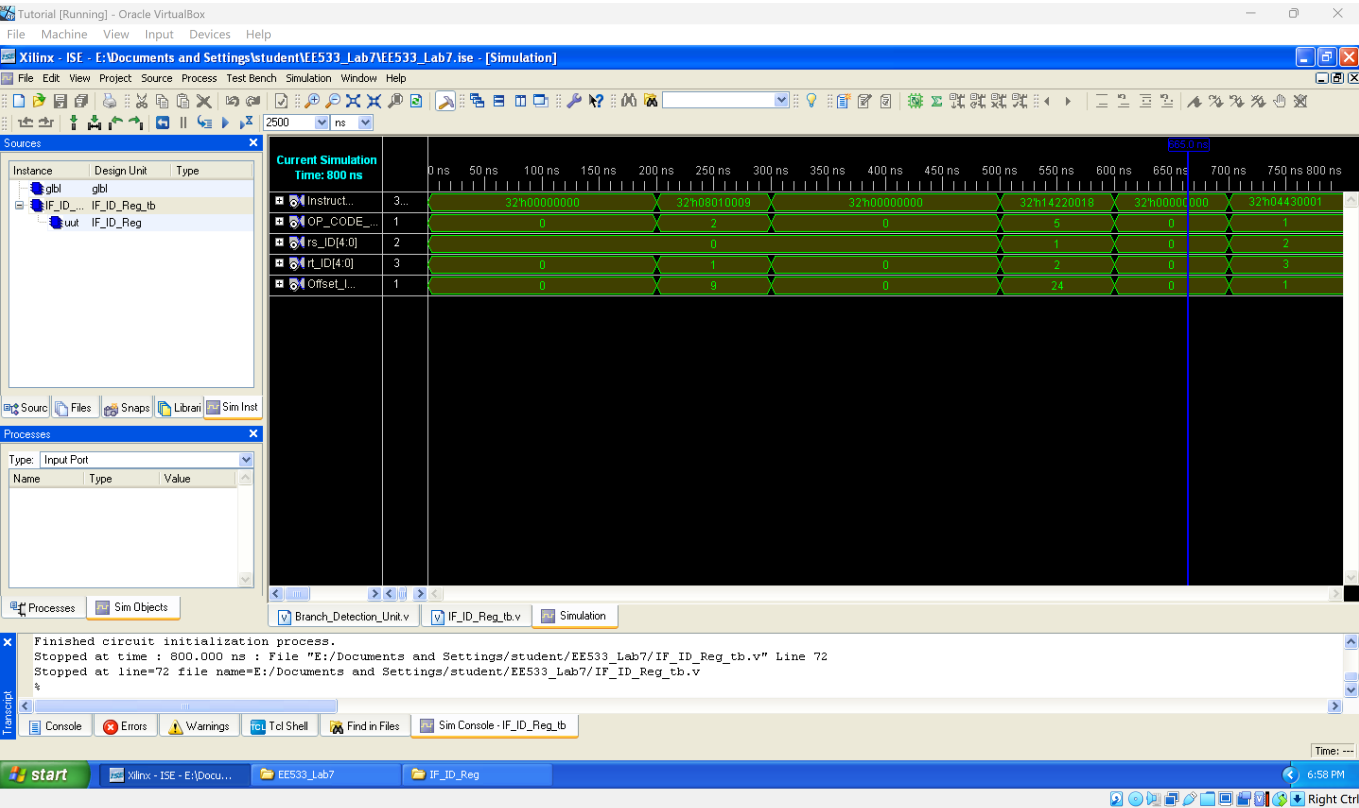 Tutorial [Running] - Oracle VirtualBox
File Machine View Input Devices Help
Xilinx - ISE - E:\Documents and Settings\student\EE533_Lab7\EE533_Lab7.ise - [Simulation]
File Edit View Project Source Process Test Bench Simulation Window Help
2500 ns
Sources
Instance Design Unit Type
glbl glbl
IF_ID_... IF_ID_Reg_tb
uut IF_ID_Reg
Sourc Files Snaps Librari Sim Inst
Processes
Type: Input Port
Name Type Value
Processes Sim Objects
Current Simulation
Time: 800 ns
665.0 ns
0 ns 50 ns 100 ns 150 ns 200 ns 250 ns 300 ns 350 ns 400 ns 450 ns 500 ns 550 ns 600 ns 650 ns 700 ns 750 ns 800 ns
Instruct... 3... 32'h00000000 32'h08010009 32'h00000000 32'h14220018 32'h00000000 32'h04430001
OP_CODE_... 1 0 2 0 5 0 1
rs_ID[4:0] 2 0 1 0 2
rt_ID[4:0] 3 0 1 0 2 0 3
Offset_I... 1 0 9 0 24 0 1
Branch_Detection_Unit.v IF_ID_Reg_tb.v Simulation
Finished circuit initialization process.
Stopped at time : 800.000 ns : File "E:/Documents and Settings/student/EE533_Lab7/IF_ID_Reg_tb.v" Line 72
Stopped at line=72 file name=E:/Documents and Settings/student/EE533_Lab7/IF_ID_Reg_tb.v
%
Transcript
Console Errors Warnings Tcl Shell Find in Files Sim Console - IF_ID_Reg_tb
Time: ---
start Xilinx - ISE - E:\Docu... EE533_Lab7 IF_ID_Reg 6:58 PM
Right Ctrl